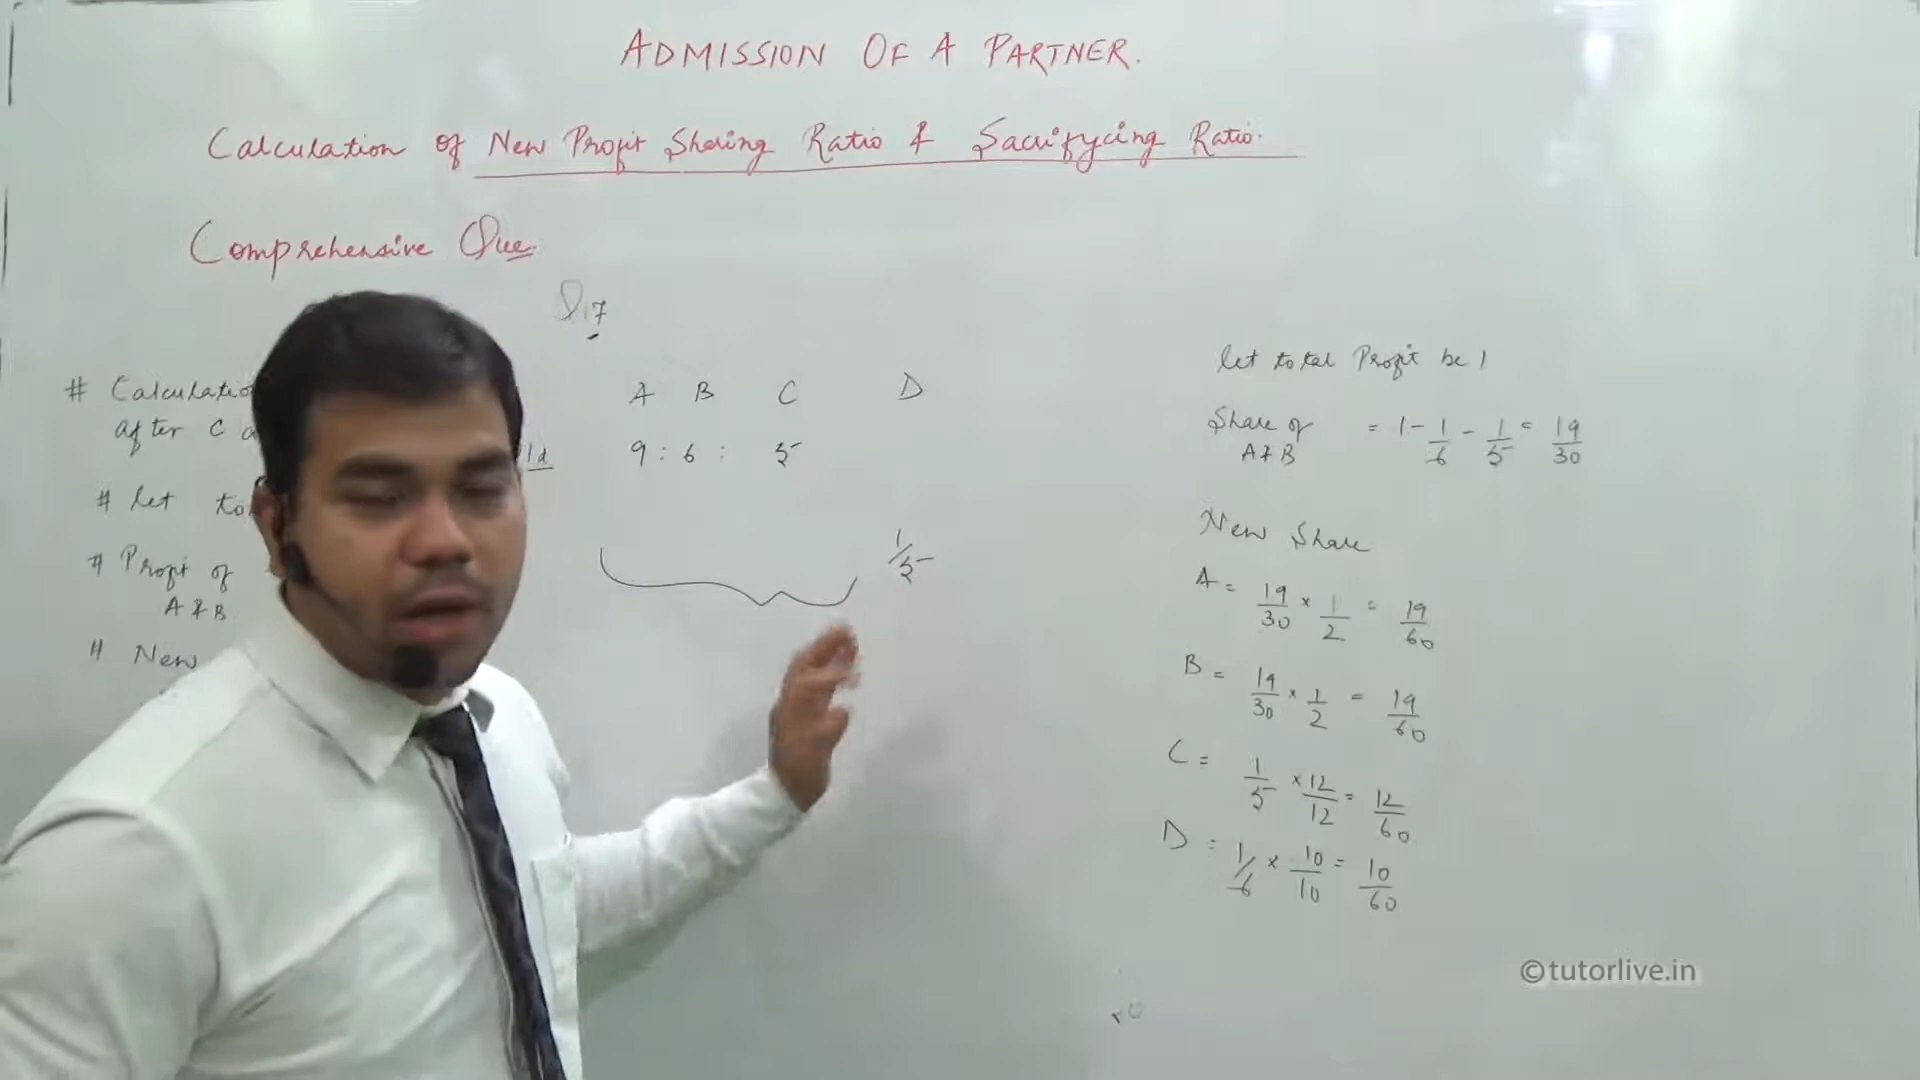 ADMISSION OF A PARTNER.
Calculation of New Profit Sharing Ratio & Sacrifycing Ratio.
Comprehensive Que.
Q.7
# Calculatio
after C a
# Let to
# Profit of
A & B
# New
A B C D
ld 9 : 6 : 5
1/5
let total Profit be 1
Share of A & B = 1 - 1/6 - 1/5 = 19/30
New Share
A = 19/30 × 1/2 = 19/60
B = 19/30 × 1/2 = 19/60
C = 1/5 × 12/12 = 12/60
D = 1/6 × 10/10 = 10/60
©tutorlive.in